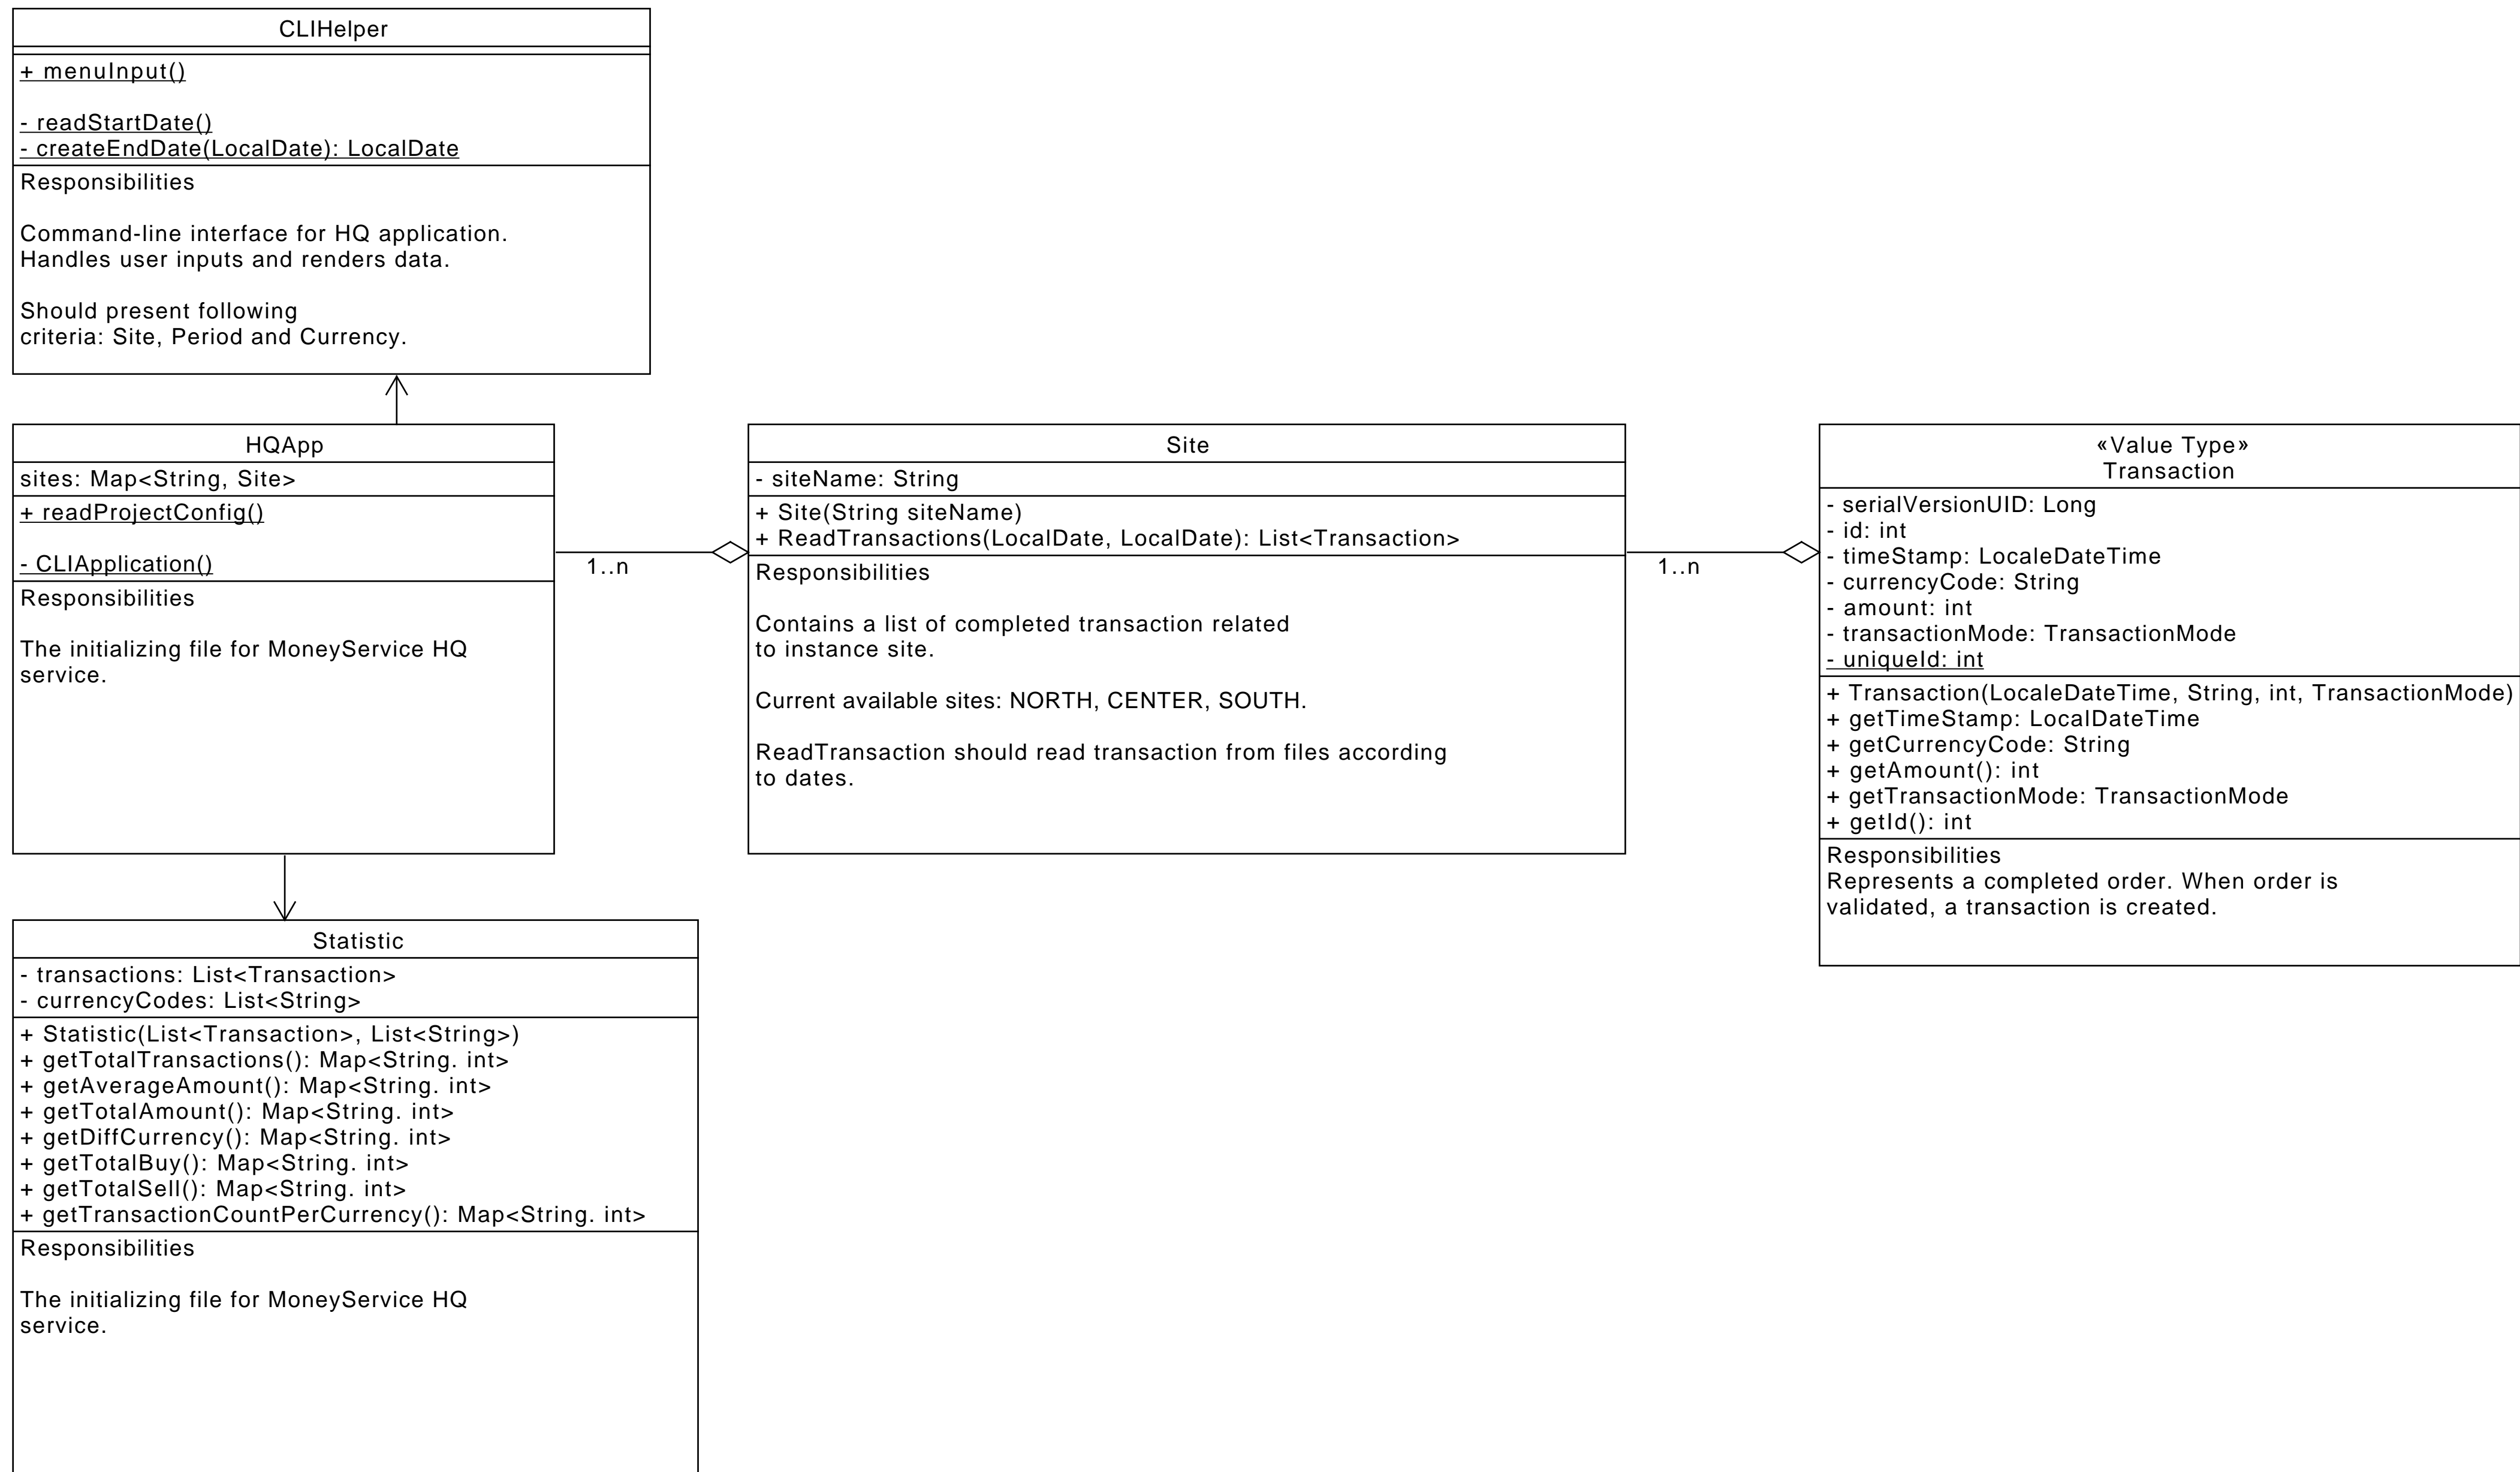 CLIHelper
+ menuInput()
- readStartDate()
- createEndDate(LocalDate): LocalDate
Responsibilities
Command-line interface for HQ application.
Handles user inputs and renders data.
Should present following
criteria: Site, Period and Currency.
HQApp
sites: Map<String, Site>
+ readProjectConfig()
- CLIApplication()
Responsibilities
The initializing file for MoneyService HQ
service.
1..n
Site
- siteName: String
+ Site(String siteName)
+ ReadTransactions(LocalDate, LocalDate): List<Transaction>
Responsibilities
Contains a list of completed transaction related
to instance site.
Current available sites: NORTH, CENTER, SOUTH.
ReadTransaction should read transaction from files according
to dates.
1..n
«Value Type»
Transaction
- serialVersionUID: Long
- id: int
- timeStamp: LocaleDateTime
- currencyCode: String
- amount: int
- transactionMode: TransactionMode
- uniqueId: int
+ Transaction(LocaleDateTime, String, int, TransactionMode)
+ getTimeStamp: LocalDateTime
+ getCurrencyCode: String
+ getAmount(): int
+ getTransactionMode: TransactionMode
+ getId(): int
Responsibilities
Represents a completed order. When order is
validated, a transaction is created.
Statistic
- transactions: List<Transaction>
- currencyCodes: List<String>
+ Statistic(List<Transaction>, List<String>)
+ getTotalTransactions(): Map<String. int>
+ getAverageAmount(): Map<String. int>
+ getTotalAmount(): Map<String. int>
+ getDiffCurrency(): Map<String. int>
+ getTotalBuy(): Map<String. int>
+ getTotalSell(): Map<String. int>
+ getTransactionCountPerCurrency(): Map<String. int>
Responsibilities
The initializing file for MoneyService HQ
service.